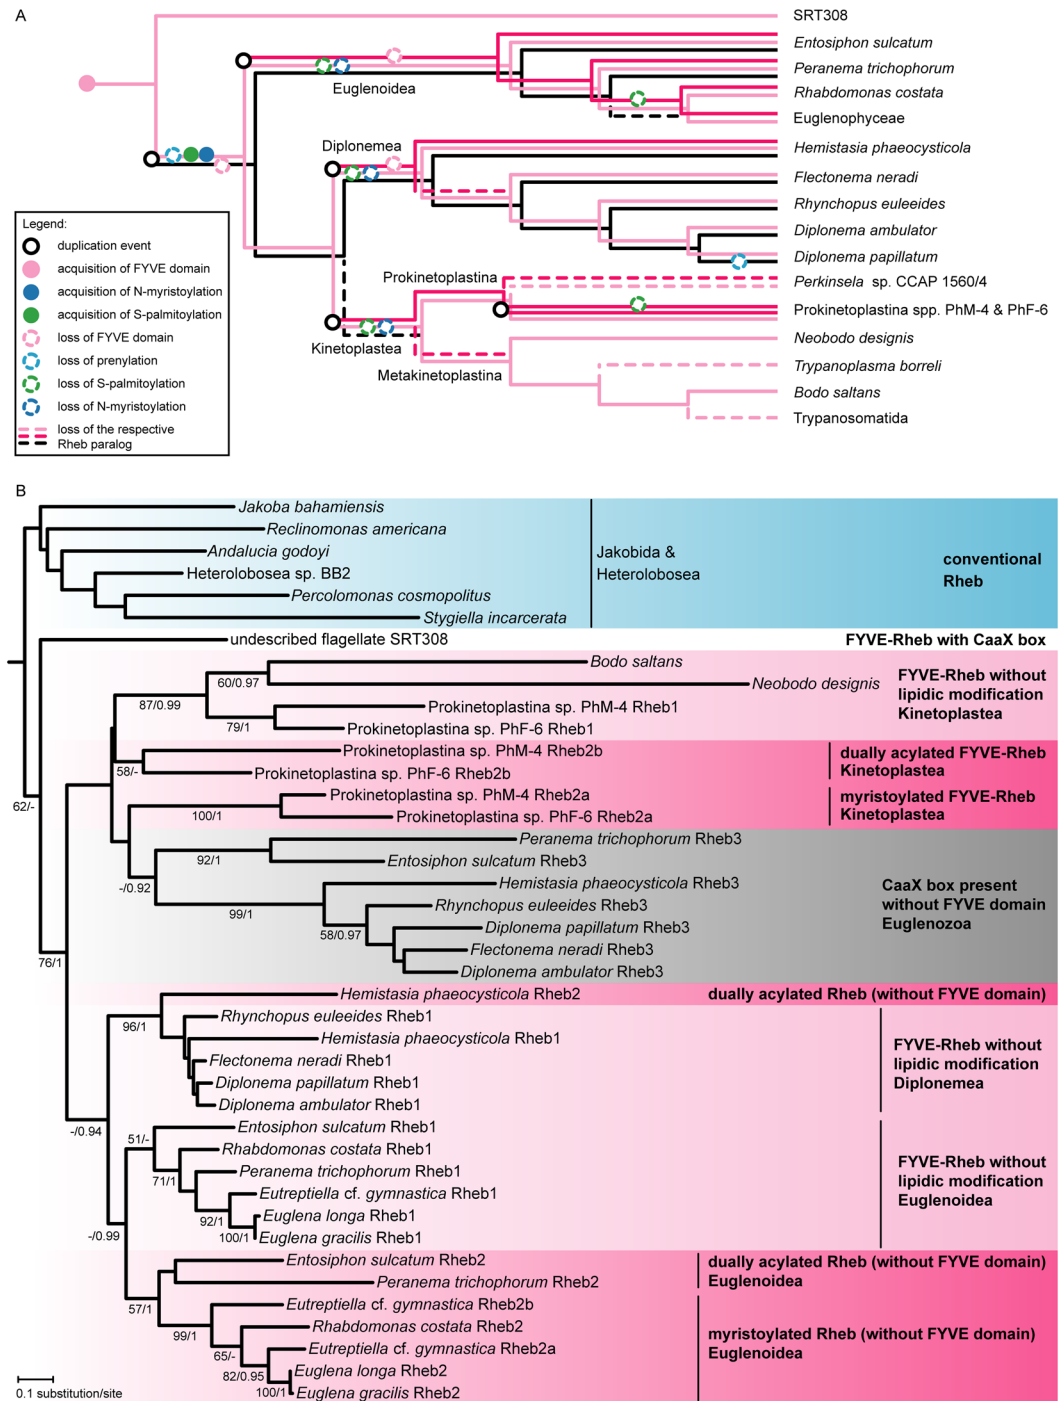 A
SRT308
Entosiphon sulcatum
Peranema trichophorum
Euglenoidea
Rhabdomonas costata
Euglenophyceae
Diplonemea
Hemistasia phaeocysticola
Flectonema neradi
Rhynchopus euleeides
Diplonema ambulator
Diplonema papillatum
Prokinetoplastina
Perkinsela sp. CCAP 1560/4
Prokinetoplastina spp. PhM-4 & PhF-6
Kinetoplastea
Neobodo designis
Metakinetoplastina
Trypanoplasma borreli
Bodo saltans
Trypanosomatida
Legend:
duplication event
acquisition of FYVE domain
acquisition of N-myristoylation
acquisition of S-palmitoylation
loss of FYVE domain
loss of prenylation
loss of S-palmitoylation
loss of N-myristoylation
loss of the respective
Rheb paralog
B
Jakoba bahamiensis
Reclinomonas americana
Andalucia godoyi
Heterolobosea sp. BB2
Percolomonas cosmopolitus
Stygiella incarcerata
Jakobida &
Heterolobosea
conventional
Rheb
undescribed flagellate SRT308
FYVE-Rheb with CaaX box
Bodo saltans
60/0.97
Neobodo designis
87/0.99
Prokinetoplastina sp. PhM-4 Rheb1
79/1
Prokinetoplastina sp. PhF-6 Rheb1
FYVE-Rheb without
lipidic modification
Kinetoplastea
Prokinetoplastina sp. PhM-4 Rheb2b
58/-
Prokinetoplastina sp. PhF-6 Rheb2b
dually acylated FYVE-Rheb
Kinetoplastea
Prokinetoplastina sp. PhM-4 Rheb2a
100/1
Prokinetoplastina sp. PhF-6 Rheb2a
myristoylated FYVE-Rheb
Kinetoplastea
62/-
Peranema trichophorum Rheb3
92/1
Entosiphon sulcatum Rheb3
-/0.92
Hemistasia phaeocysticola Rheb3
99/1
Rhynchopus euleeides Rheb3
58/0.97
Diplonema papillatum Rheb3
Flectonema neradi Rheb3
Diplonema ambulator Rheb3
CaaX box present
without FYVE domain
Euglenozoa
76/1
Hemistasia phaeocysticola Rheb2
dually acylated Rheb (without FYVE domain)
96/1
Rhynchopus euleeides Rheb1
Hemistasia phaeocysticola Rheb1
Flectonema neradi Rheb1
Diplonema papillatum Rheb1
Diplonema ambulator Rheb1
FYVE-Rheb without
lipidic modification
Diplonemea
-/0.94
Entosiphon sulcatum Rheb1
51/-
Rhabdomonas costata Rheb1
71/1
Peranema trichophorum Rheb1
Eutreptiella cf. gymnastica Rheb1
92/1
Euglena longa Rheb1
100/1
Euglena gracilis Rheb1
FYVE-Rheb without
lipidic modification
Euglenoidea
-/0.99
Entosiphon sulcatum Rheb2
Peranema trichophorum Rheb2
dually acylated Rheb (without FYVE domain)
Euglenoidea
57/1
Eutreptiella cf. gymnastica Rheb2b
99/1
Rhabdomonas costata Rheb2
65/-
Eutreptiella cf. gymnastica Rheb2a
82/0.95
Euglena longa Rheb2
100/1
Euglena gracilis Rheb2
myristoylated Rheb (without FYVE domain)
Euglenoidea
0.1 substitution/site